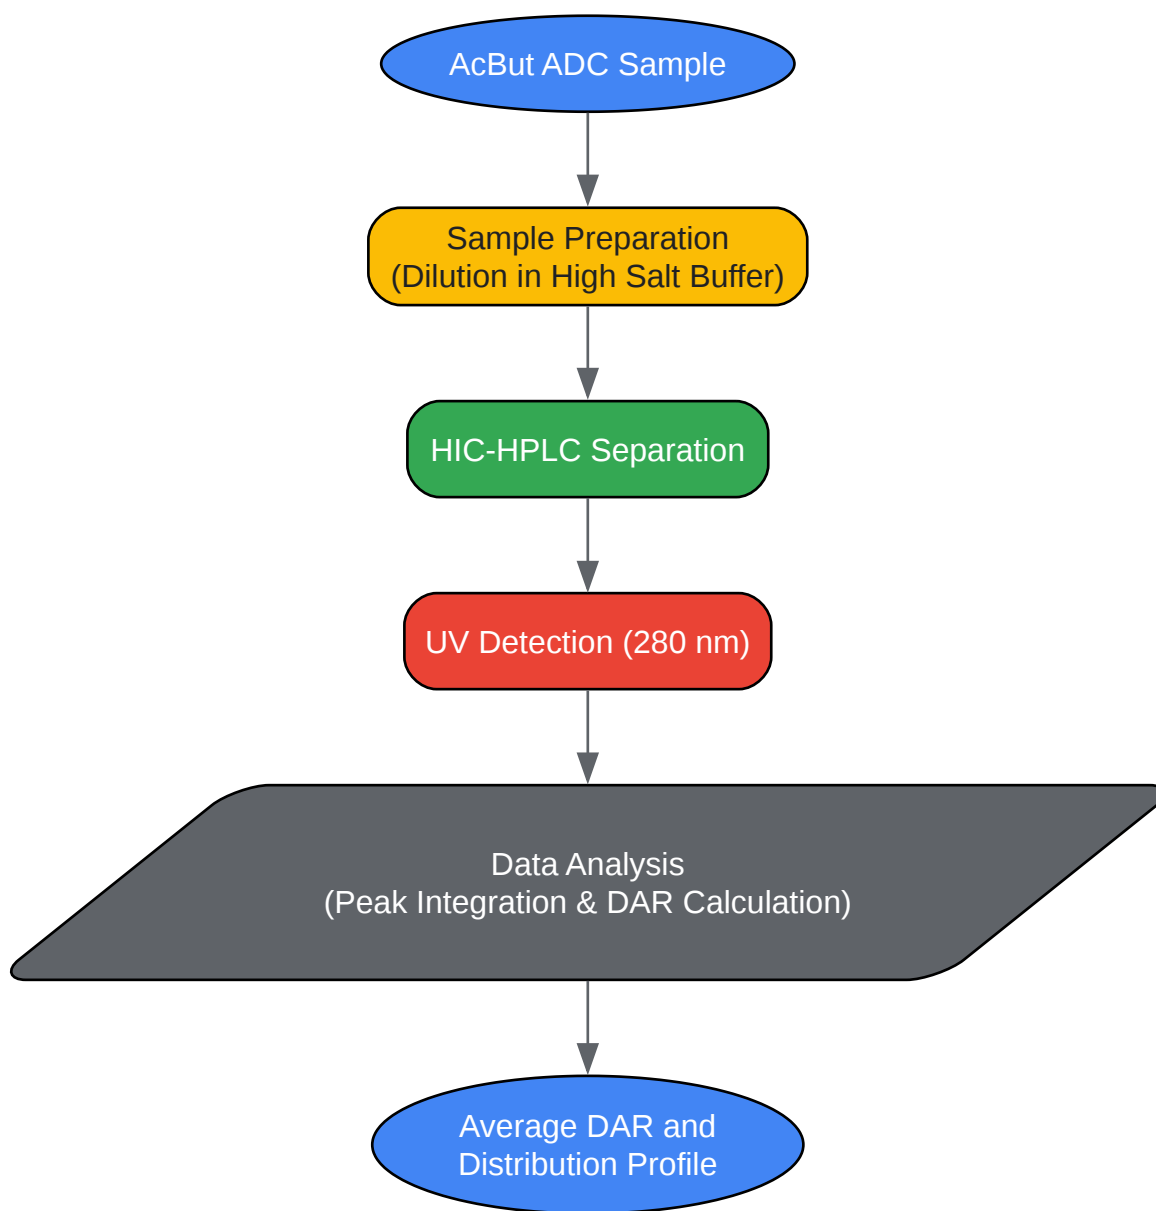 AcBut ADC Sample
Sample Preparation
(Dilution in High Salt Buffer)
HIC-HPLC Separation
UV Detection (280 nm)
Data Analysis
(Peak Integration & DAR Calculation)
Average DAR and
Distribution Profile